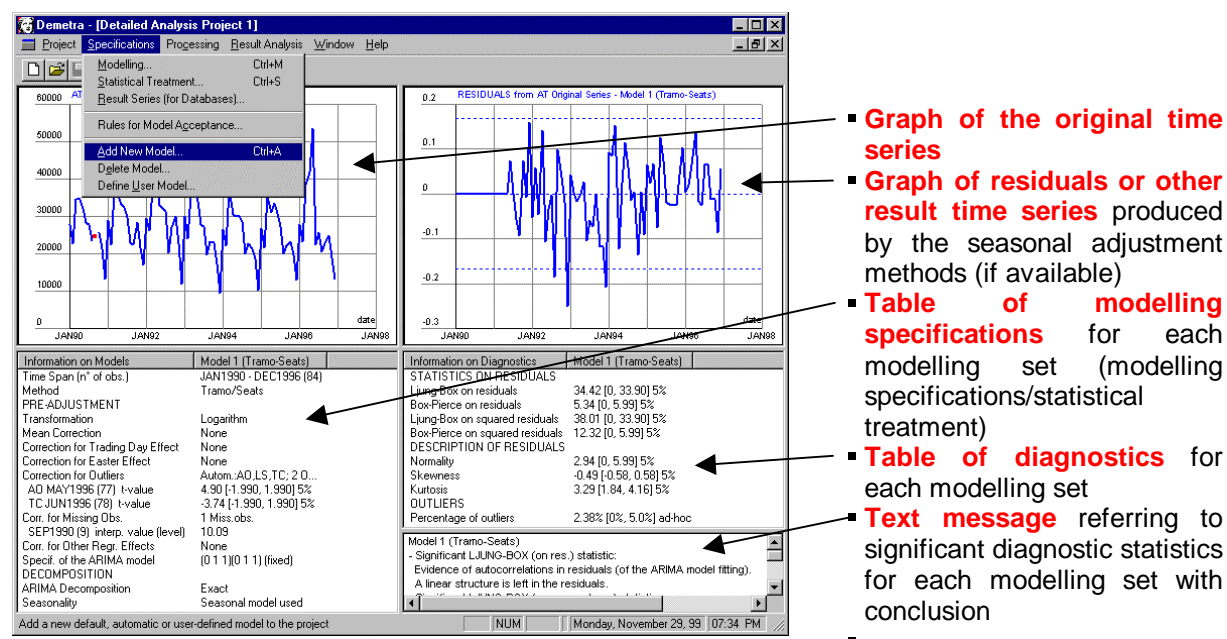 Demetra - [Detailed Analysis Project 1]
Project Specifications Processing Result Analysis Window Help
Modelling... Ctrl+M
Statistical Treatment... Ctrl+S
Result Series (for Databases)...
Rules for Model Acceptance...
Add New Model... Ctrl+A
Delete Model...
Define User Model...
AT
60000
50000
40000
30000
20000
10000
0
date
JAN90 JAN92 JAN94 JAN96 JAN98
RESIDUALS from AT Original Series - Model 1 (Tramo-Seats)
0.2
0.1
0
-0.1
-0.2
-0.3
date
JAN90 JAN92 JAN94 JAN96 JAN98
Information on Models Model 1 (Tramo-Seats)
Time Span (n° of obs.) JAN1990 - DEC1996 (84)
Method Tramo/Seats
PRE-ADJUSTMENT
Transformation Logarithm
Mean Correction None
Correction for Trading Day Effect None
Correction for Easter Effect None
Correction for Outliers Autom.:AO,LS,TC; 2 O...
AO MAY1996 (77) t-value 4.90 [-1.990, 1.990] 5%
TC JUN1996 (78) t-value -3.74 [-1.990, 1.990] 5%
Corr. for Missing Obs. 1 Miss.obs.
SEP1990 (9) interp. value (level) 10.09
Corr. for Other Regr. Effects None
Specif. of the ARIMA model (0 1 1)(0 1 1) (fixed)
DECOMPOSITION
ARIMA Decomposition Exact
Seasonality Seasonal model used
Information on Diagnostics Model 1 (Tramo-Seats)
STATISTICS ON RESIDUALS
Ljung-Box on residuals 34.42 [0, 33.90] 5%
Box-Pierce on residuals 5.34 [0, 5.99] 5%
Ljung-Box on squared residuals 38.01 [0, 33.90] 5%
Box-Pierce on squared residuals 12.32 [0, 5.99] 5%
DESCRIPTION OF RESIDUALS
Normality 2.94 [0, 5.99] 5%
Skewness -0.49 [-0.58, 0.58] 5%
Kurtosis 3.29 [1.84, 4.16] 5%
OUTLIERS
Percentage of outliers 2.38% [0%, 5.0%] ad-hoc
Model 1 (Tramo-Seats)
- Significant LJUNG-BOX (on res.) statistic:
Evidence of autocorrelations in residuals (of the ARIMA model fitting).
A linear structure is left in the residuals.
Add a new default, automatic or user-defined model to the project NUM Monday, November 29, 99 07:34 PM
▪ Graph of the original time
series
▪ Graph of residuals or other
result time series produced
by the seasonal adjustment
methods (if available)
▪ Table of modelling
specifications for each
modelling set (modelling
specifications/statistical
treatment)
▪ Table of diagnostics for
each modelling set
▪ Text message referring to
significant diagnostic statistics
for each modelling set with
conclusion